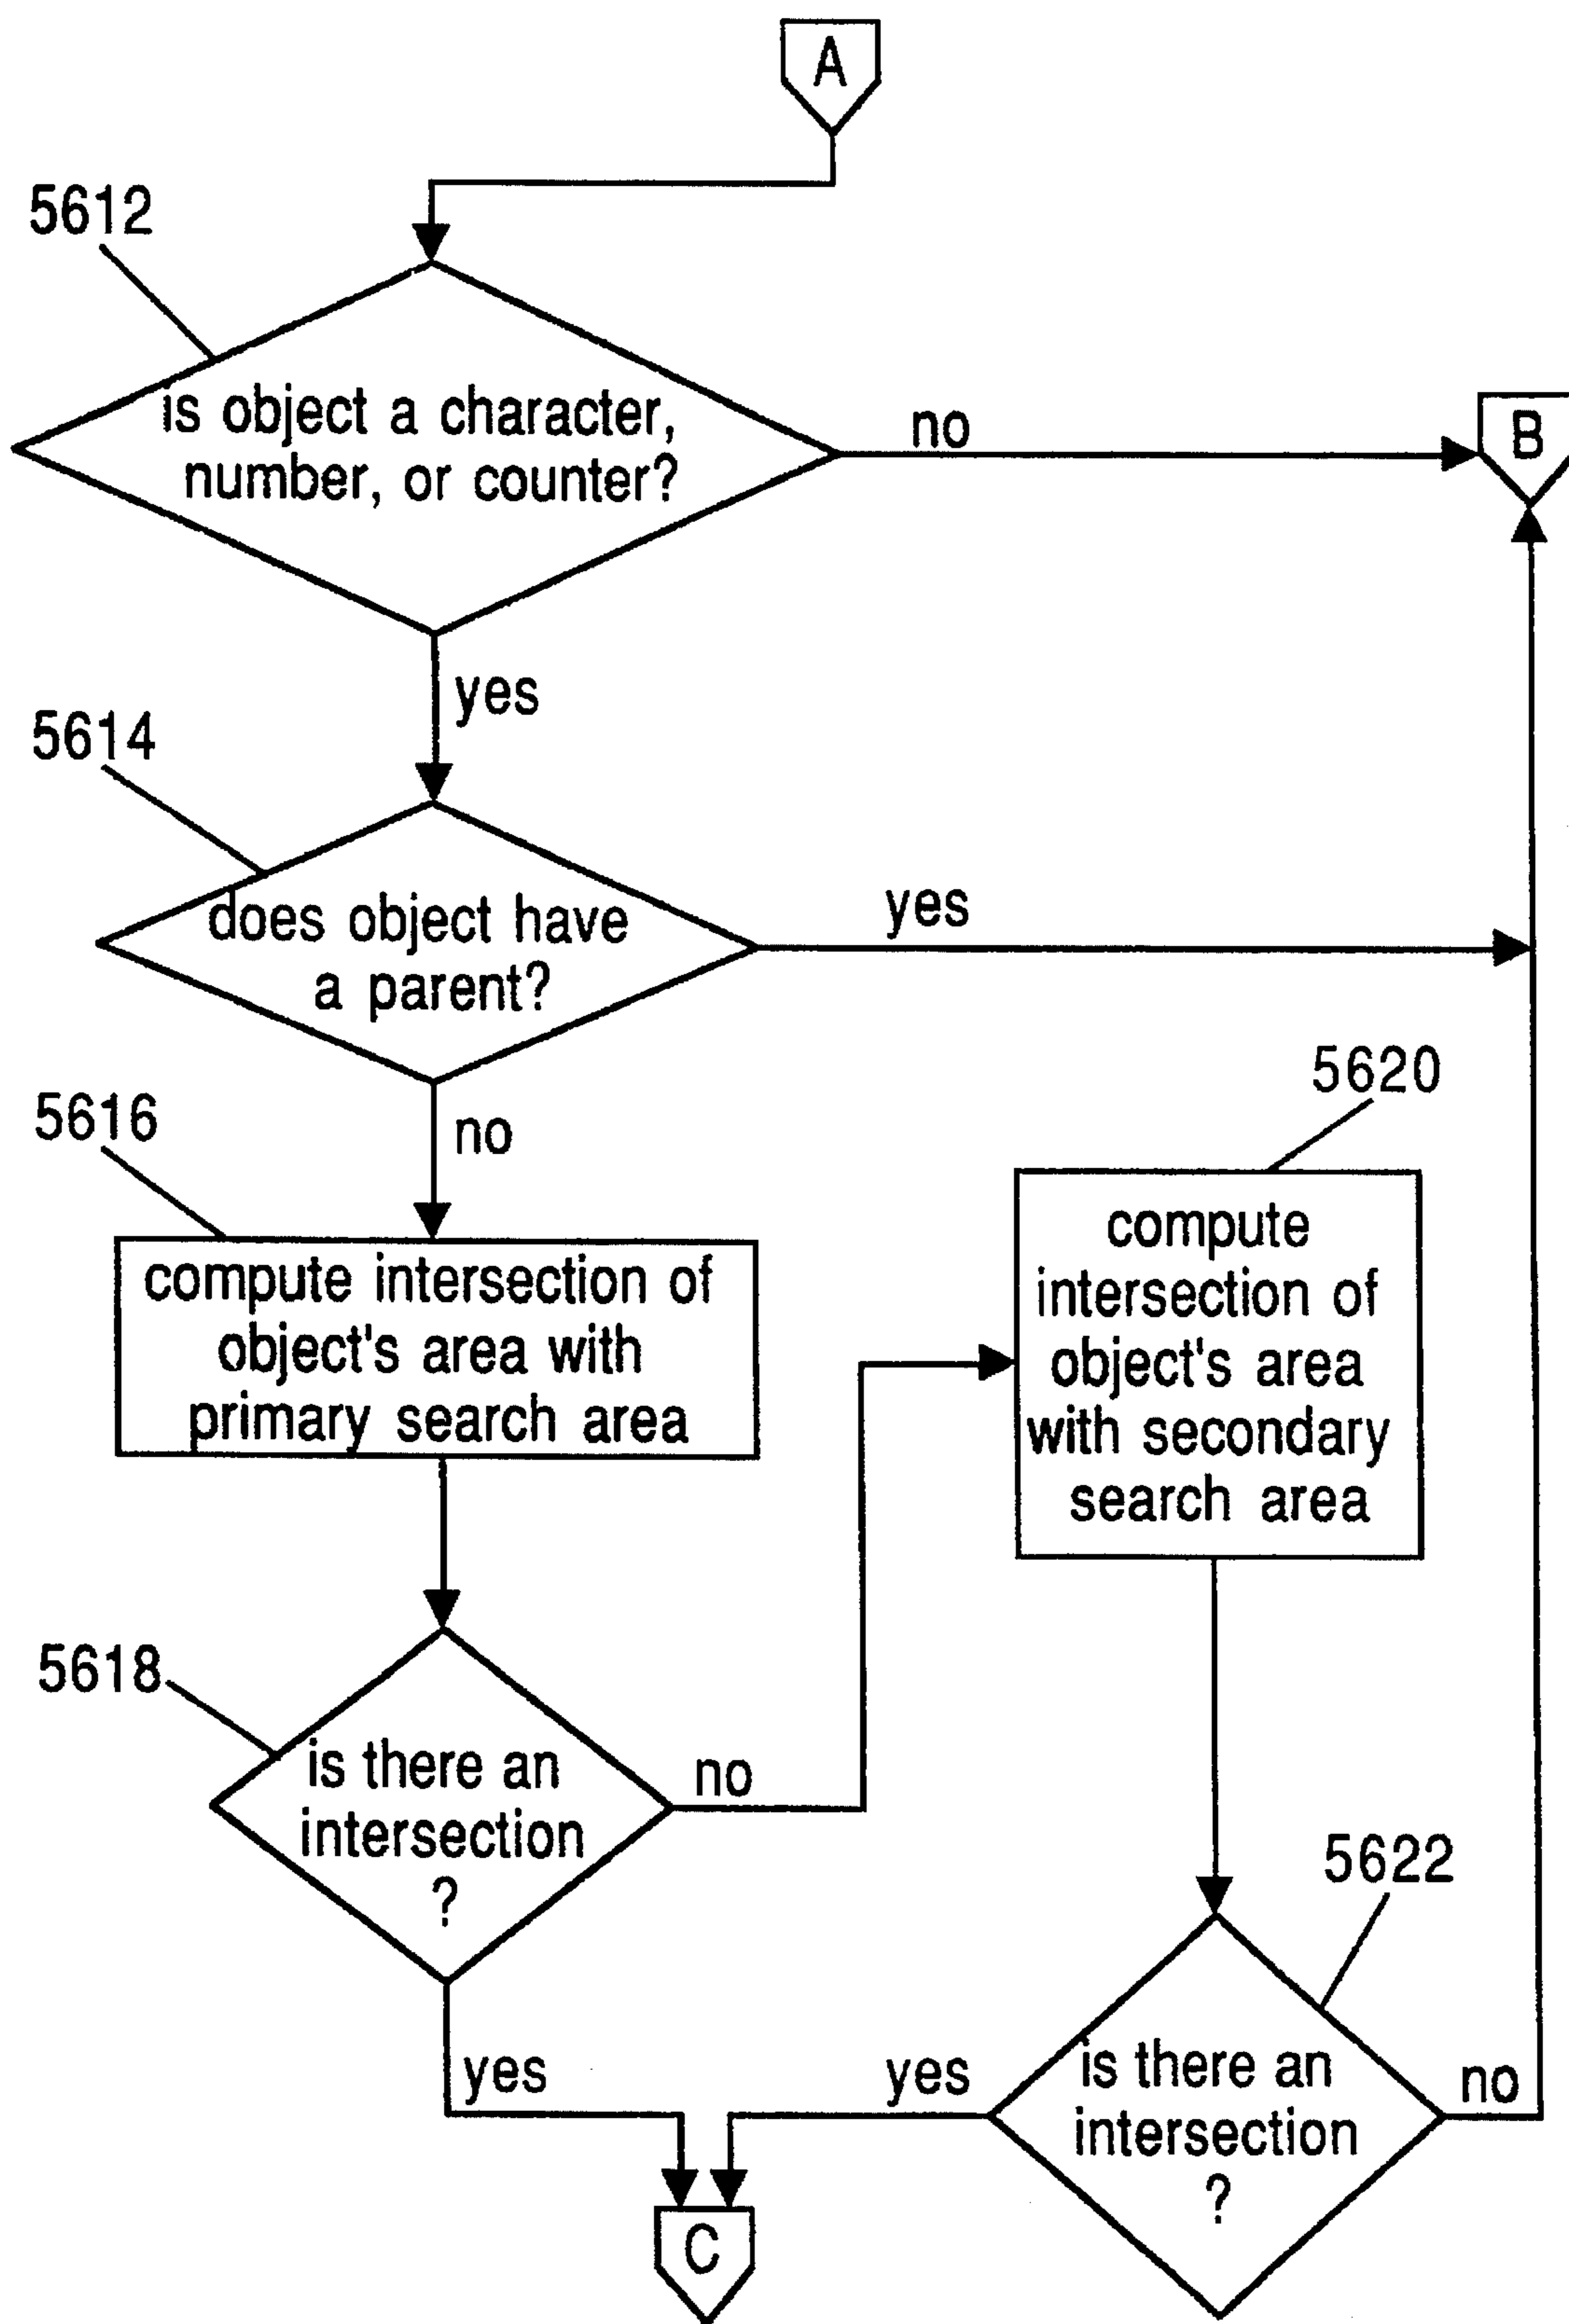 A
5612
is object a character,
number, or counter?
no
B
yes
5614
does object have
a parent?
yes
no
5616
compute intersection of
object's area with
primary search area
5620
compute
intersection of
object's area
with secondary
search area
5618
is there an
intersection
?
no
yes
5622
is there an
intersection
?
yes
no
C